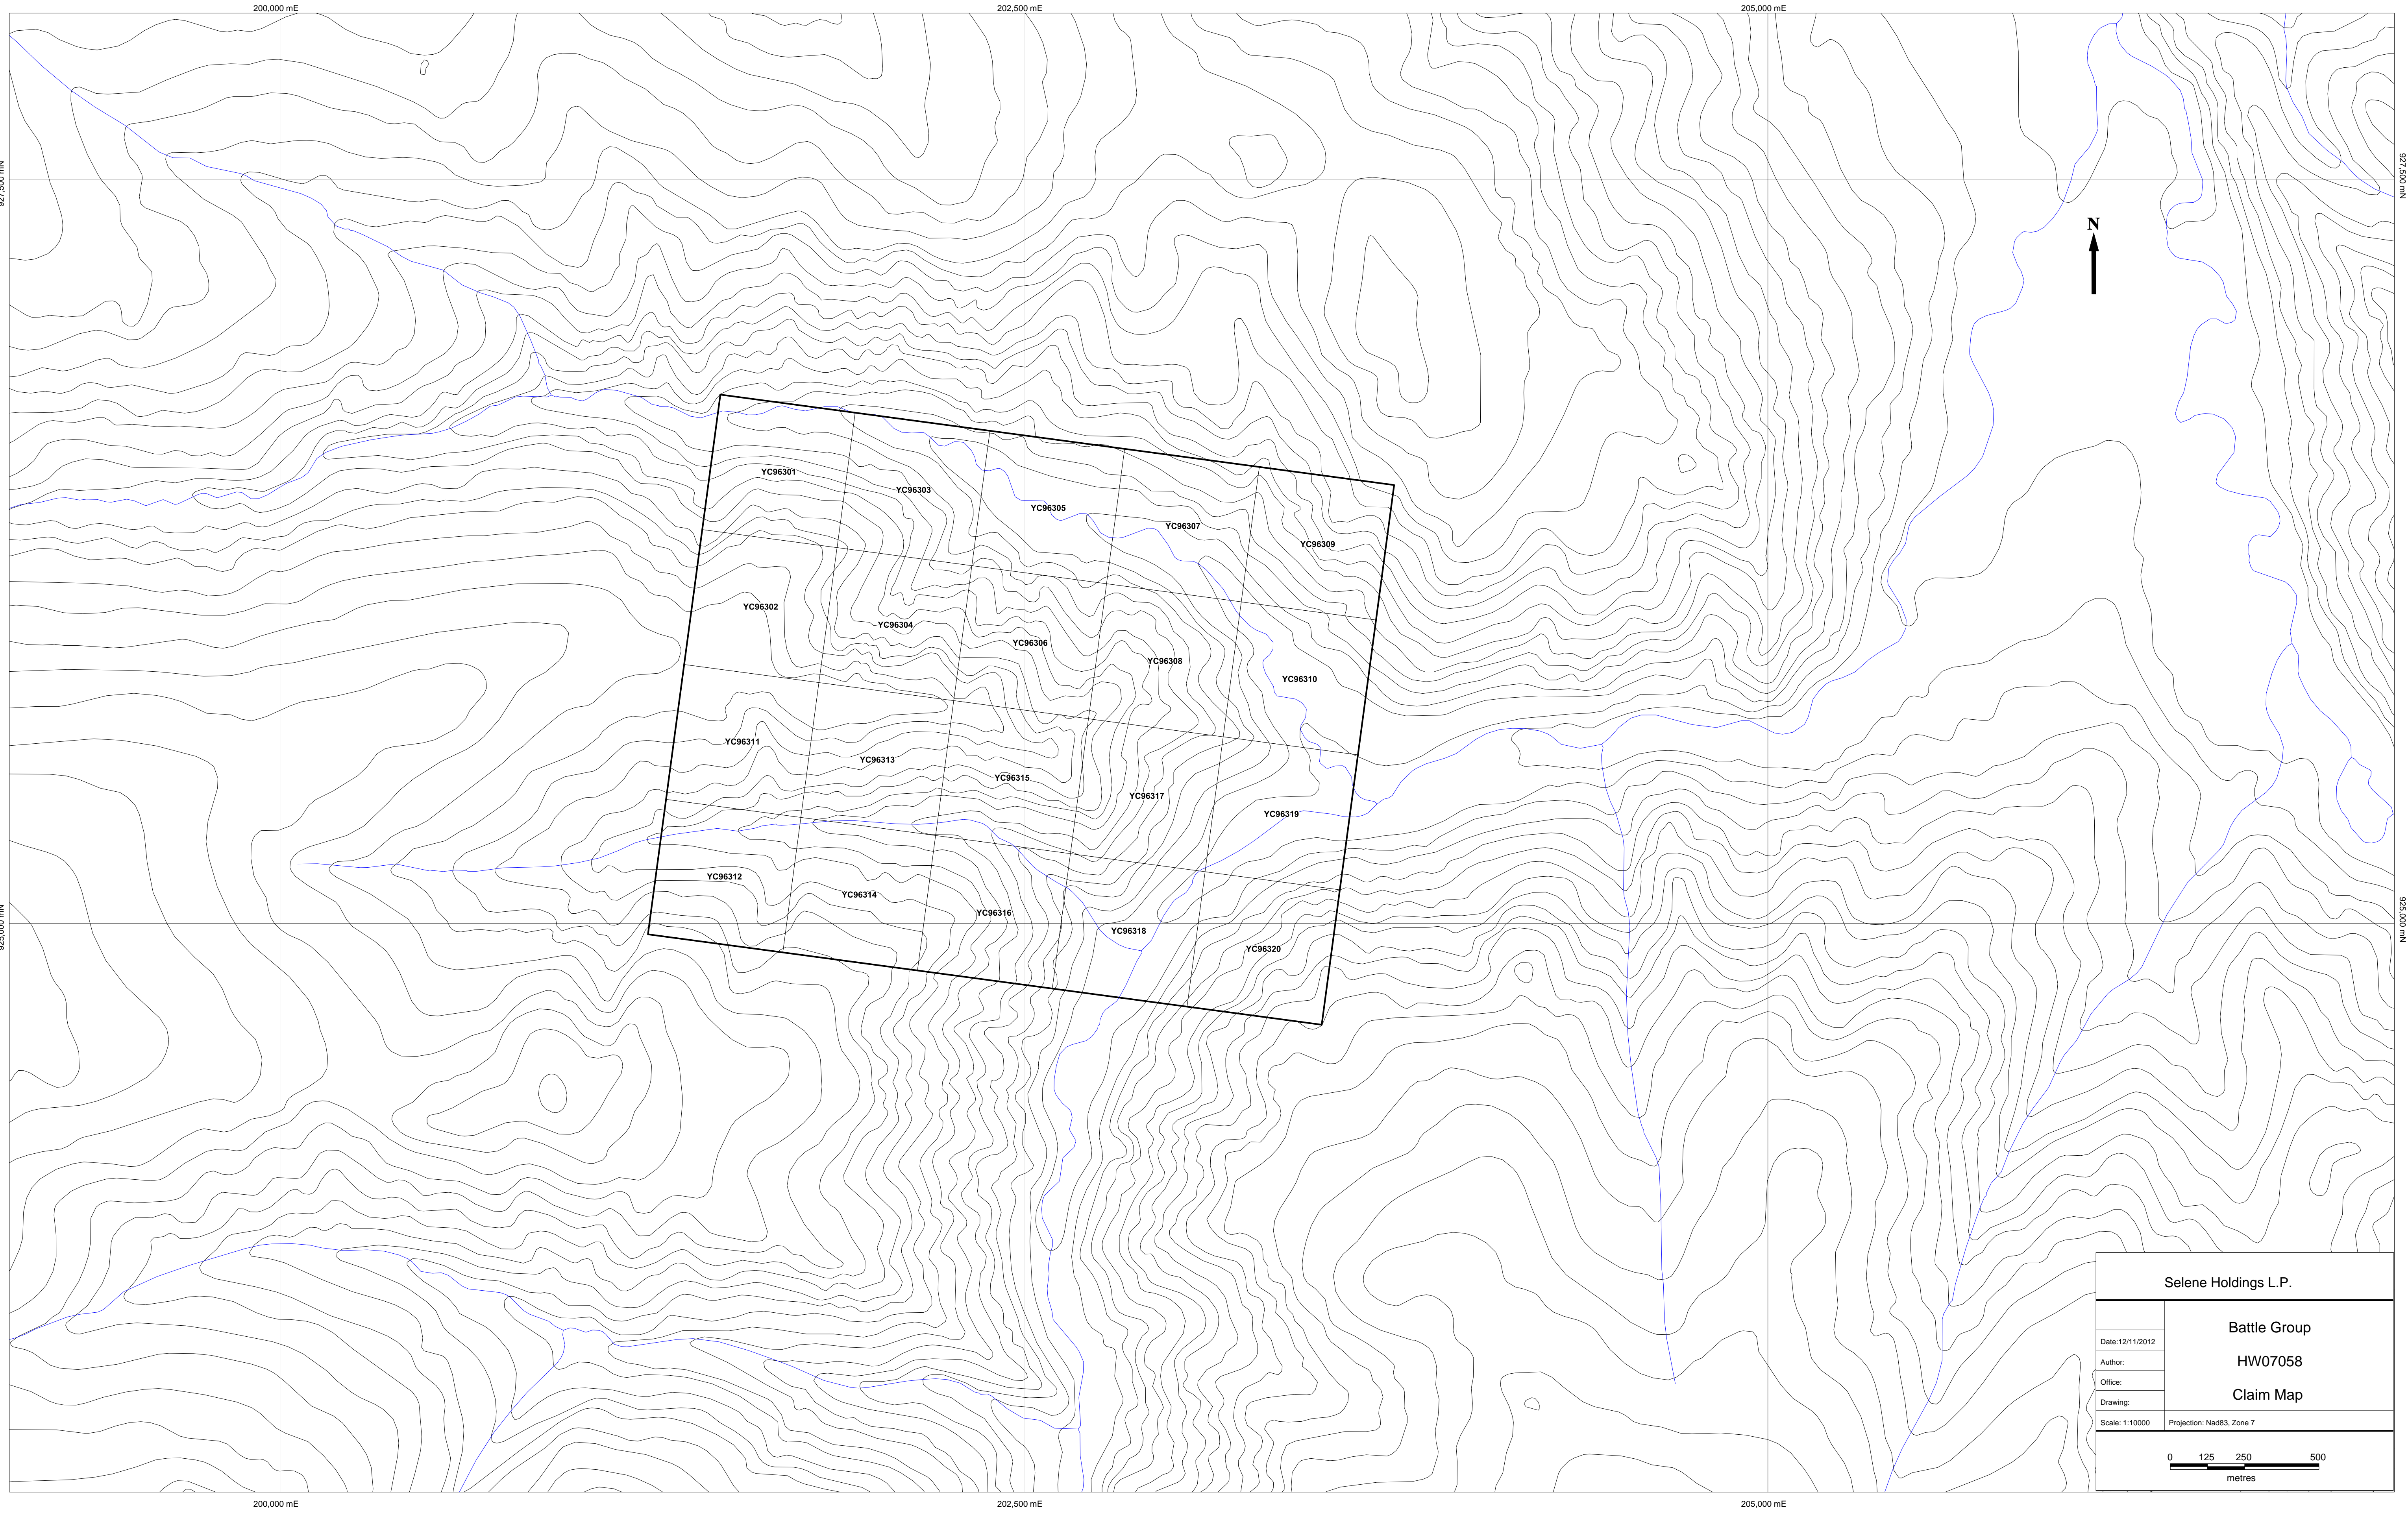 200,000 mE
202,500 mE
205,000 mE
927,500 mN
927,500 mN
N
YC96301
YC96303
YC96305
YC96307
YC96309
YC96302
YC96304
YC96306
YC96308
YC96310
YC96311
YC96313
YC96315
YC96317
YC96319
YC96312
YC96314
YC96316
YC96318
YC96320
925,000 mN
925,000 mN
Selene Holdings L.P.
Battle Group
Date:12/11/2012
HW07058
Author:
Office:
Claim Map
Drawing:
Scale: 1:10000
Projection: Nad83, Zone 7
0 125 250 500
metres
200,000 mE
202,500 mE
205,000 mE